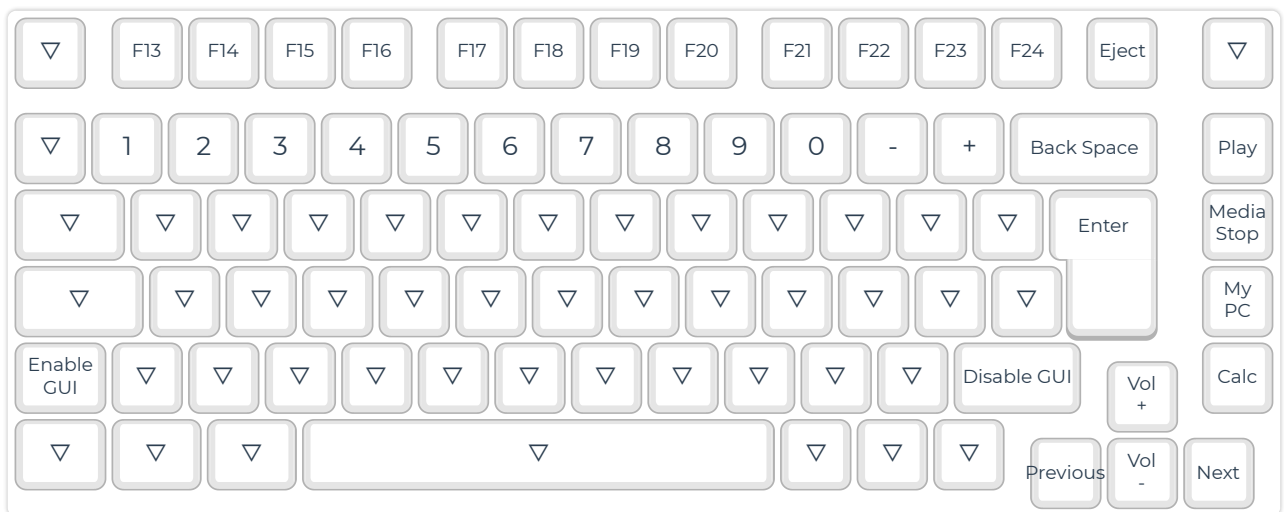 ▽ F13 F14 F15 F16 F17 F18 F19 F20 F21 F22 F23 F24 Eject ▽
▽ 1 2 3 4 5 6 7 8 9 0 - + Back Space Play
▽ ▽ ▽ ▽ ▽ ▽ ▽ ▽ ▽ ▽ ▽ ▽ ▽ Enter Media
Stop
▽ ▽ ▽ ▽ ▽ ▽ ▽ ▽ ▽ ▽ ▽ ▽ ▽ My
PC
Enable
GUI ▽ ▽ ▽ ▽ ▽ ▽ ▽ ▽ ▽ ▽ ▽ Disable GUI Vol
+ Calc
▽ ▽ ▽ ▽ ▽ ▽ ▽ Previous Vol
- Next